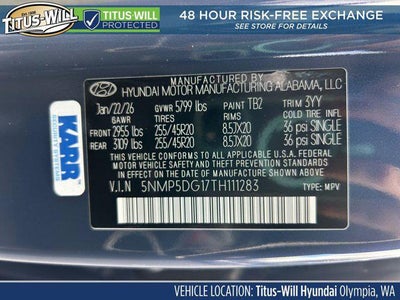 TITUS-WILL
TITUS-WILL PROTECTED
48 HOUR RISK-FREE EXCHANGE
SEE STORE FOR DETAILS
HYUNDAI MOTOR MANUFACTURING ALABAMA, LLC
Jan/22/26 GVWR 5799 lbs PAINT TB2 TRIM 3YY
GAWR TIRES RIMS COLD TIRE INFL
FRONT 2955 lbs 255/45R20 8.5JX20 36 psi SINGLE
REAR 3109 lbs 255/45R20 8.5JX20 36 psi SINGLE
THIS VEHICLE CONFORMS TO ALL APPLICABLE U.S.A. FEDERAL
MOTOR VEHICLE SAFETY, BUMPER, AND THEFT PREVENTION
STANDARDS IN EFFECT ON THE DATE OF MANUFACTURE SHOWN ABOVE.
V.I.N 5NMP5DG17TH111283 TYPE: MPV
KARR
SECURITY SYSTEMS
VEHICLE LOCATION: Titus-Will Hyundai Olympia, WA